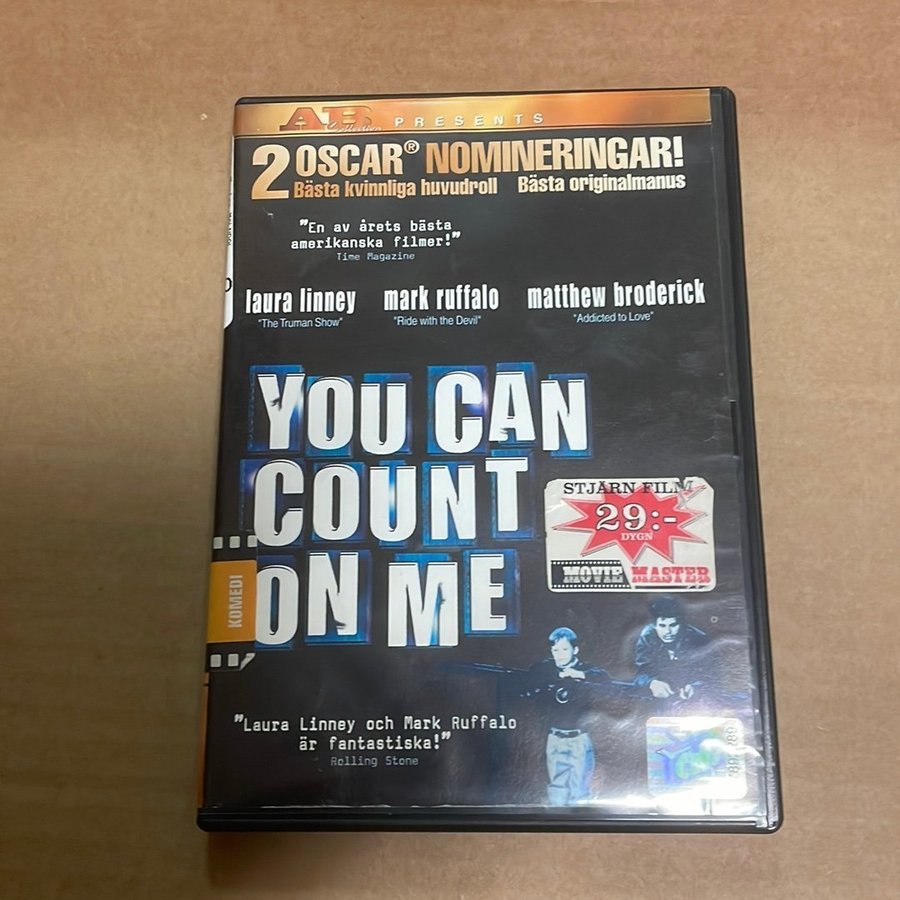 AB Collection PRESENTS
2 OSCAR® NOMINERINGAR!
Bästa kvinnliga huvudroll Bästa originalmanus
"En av årets bästa
amerikanska filmer!"
Time Magazine
laura linney mark ruffalo matthew broderick
"The Truman Show" "Ride with the Devil" "Addicted to Love"
YOU CAN
COUNT
ON ME
STJÄRN FILM
29:-
DYGN
MOVIE MASTER
KOMEDI
"Laura Linney och Mark Ruffalo
är fantastiska!"
Rolling Stone